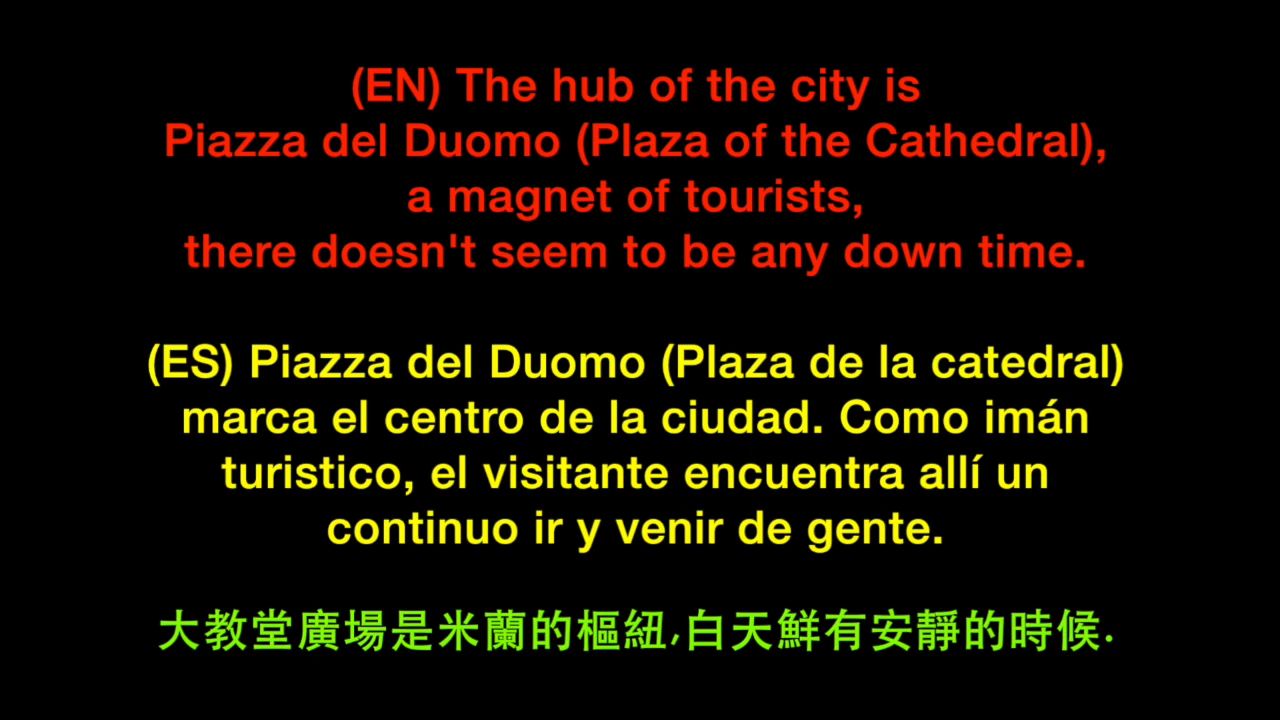 (EN) The hub of the city is
Piazza del Duomo (Plaza of the Cathedral),
a magnet of tourists,
there doesn't seem to be any down time.
(ES) Piazza del Duomo (Plaza de la catedral)
marca el centro de la ciudad. Como imán
turistico, el visitante encuentra allí un
continuo ir y venir de gente.
大教堂廣場是米蘭的樞紐,白天鮮有安靜的時候.